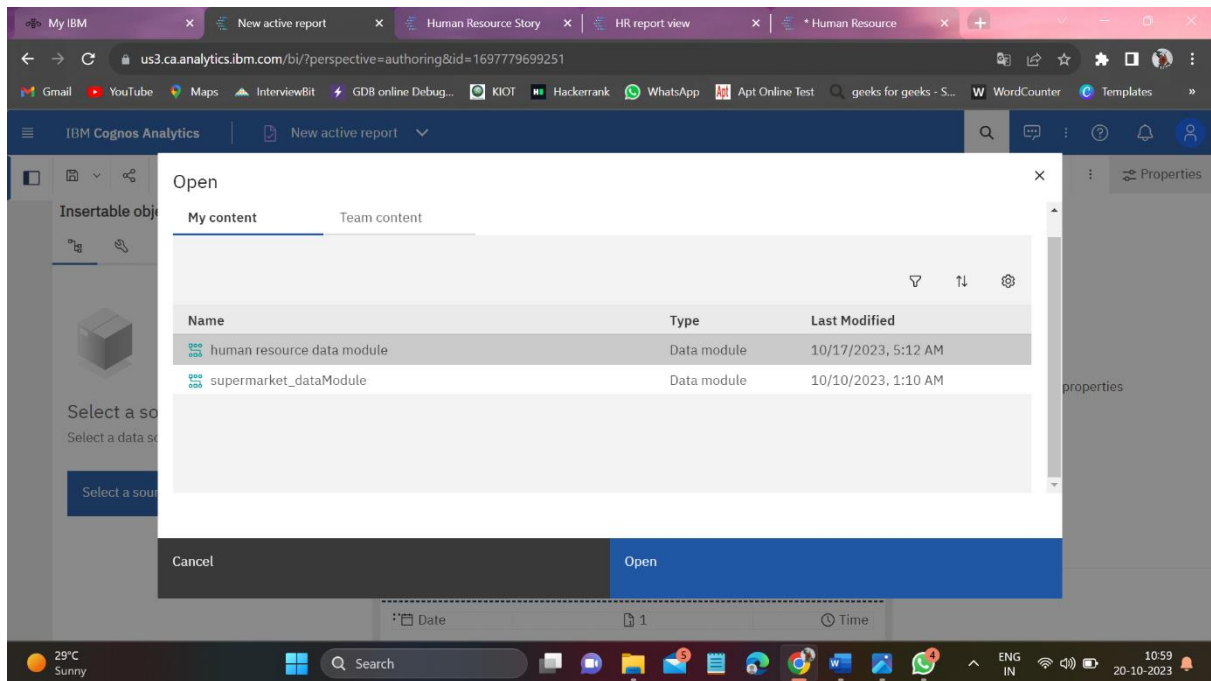 My IBM
New active report
Human Resource Story
HR report view
* Human Resource
us3.ca.analytics.ibm.com/bi/?perspective=authoring&id=1697779699251
Gmail YouTube Maps InterviewBit GDB online Debug... KIOT Hackerrank WhatsApp Apt Online Test geeks for geeks - S... WordCounter Templates »
IBM Cognos Analytics New active report
Properties
Insertable obje
Open
My content Team content
Name Type Last Modified
human resource data module Data module 10/17/2023, 5:12 AM
supermarket_dataModule Data module 10/10/2023, 1:10 AM
properties
Select a so
Select a data so
Select a sour
Cancel Open
Date 1 Time
29°C
Sunny
Search
5
4
ENG
IN
10:59
20-10-2023